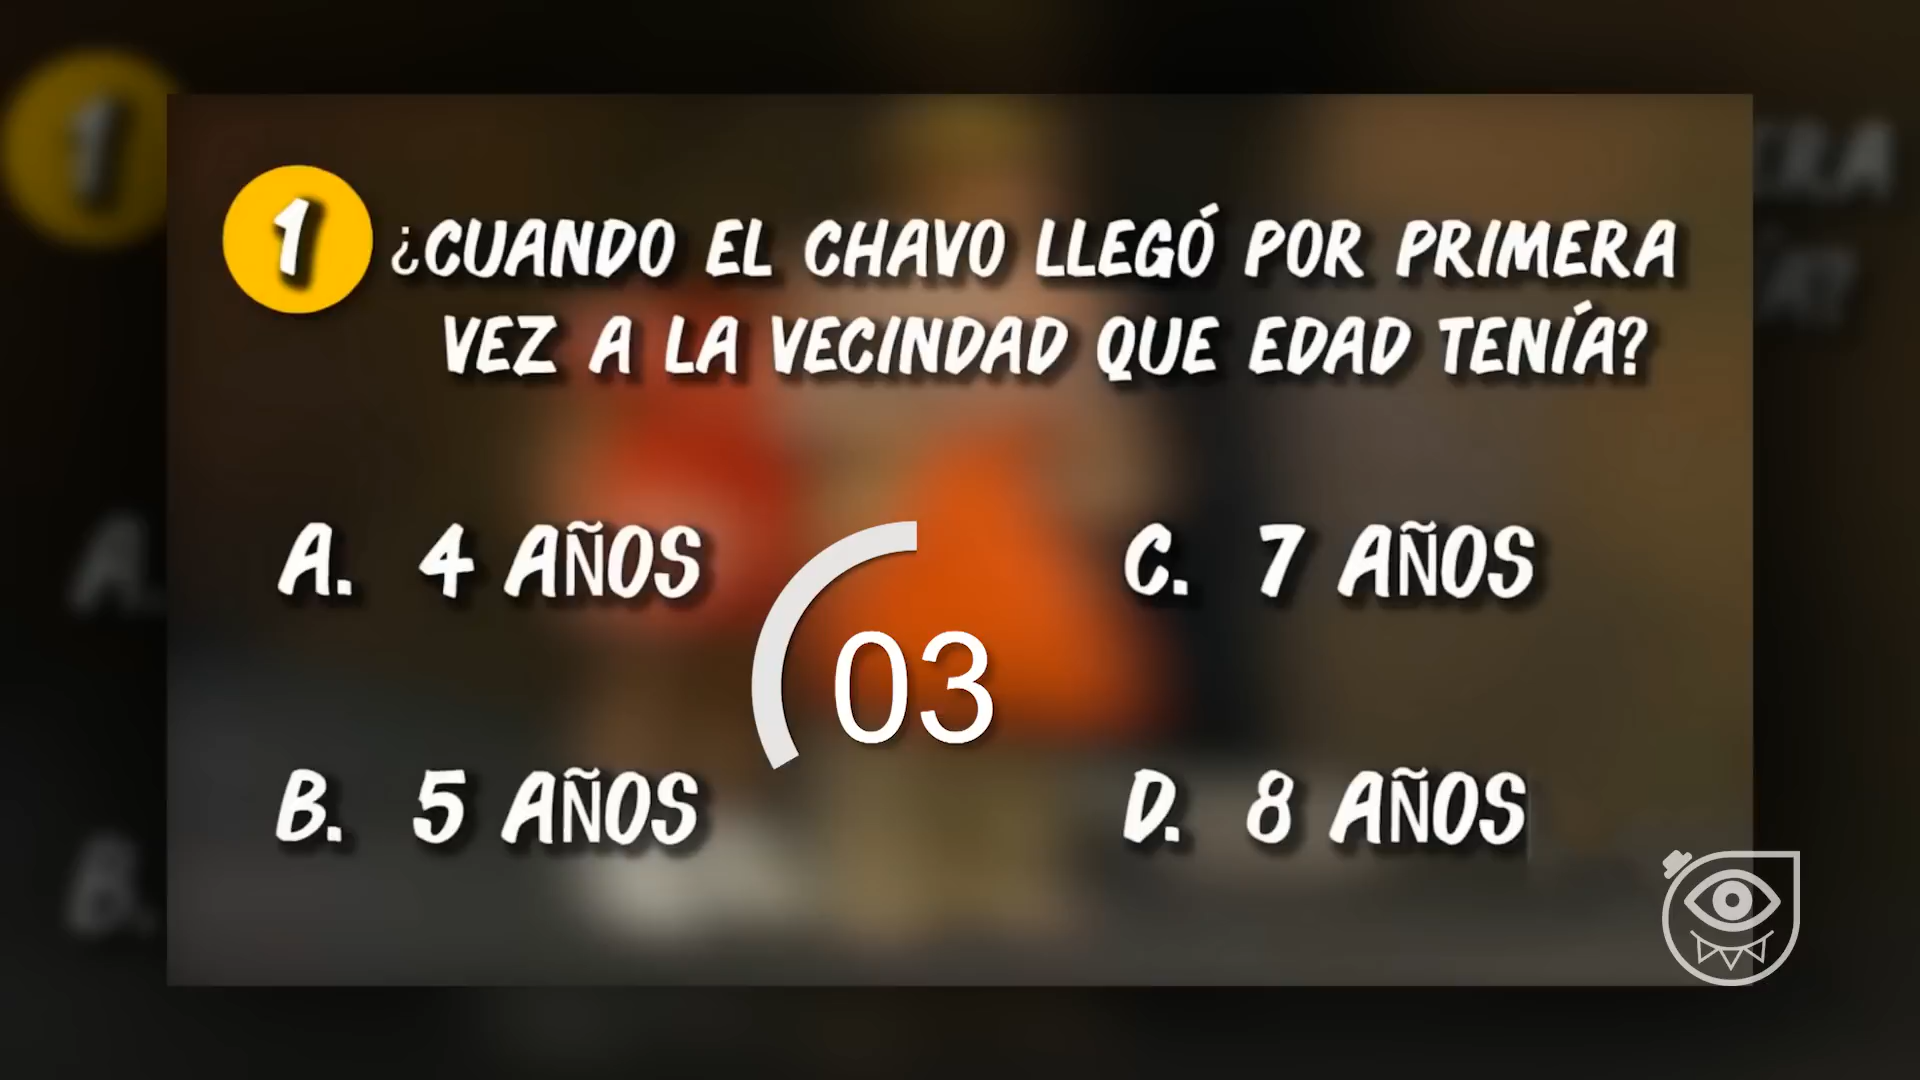 1
¿CUANDO EL CHAVO LLEGÓ POR PRIMERA
VEZ A LA VECINDAD QUE EDAD TENÍA?
A. 4 AÑOS
B. 5 AÑOS
C. 7 AÑOS
D. 8 AÑOS
03